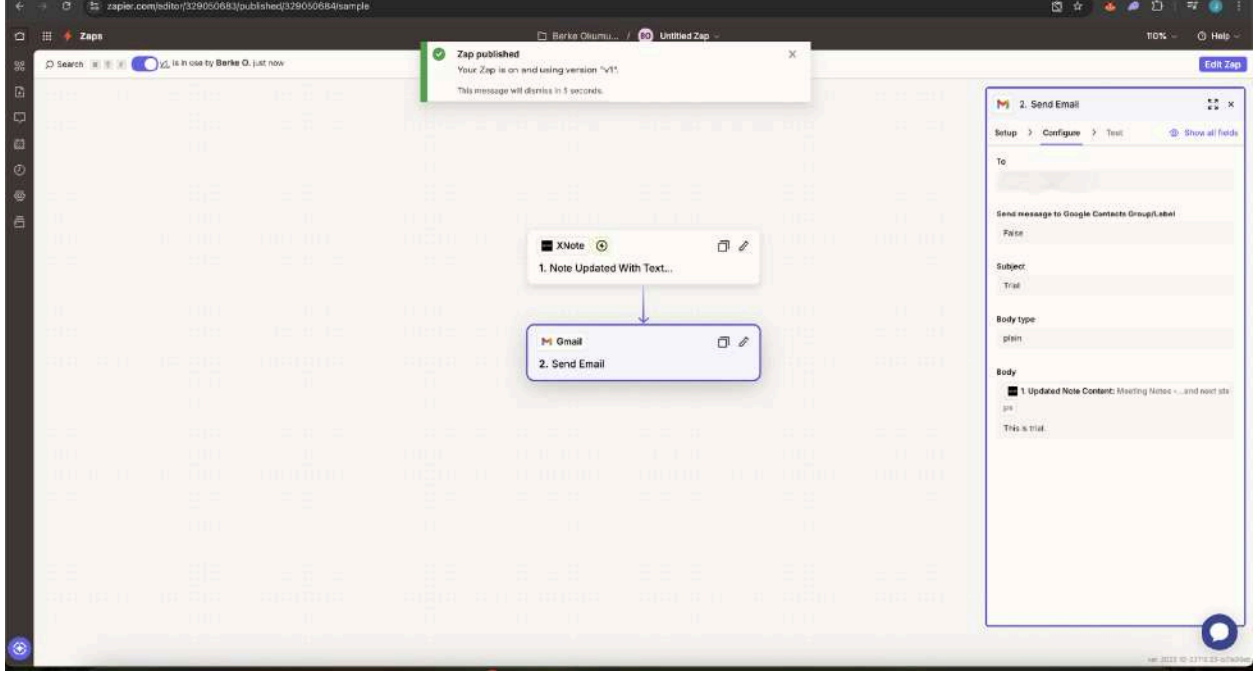 zapier.com/editor/329050683/published/329050684/sample
Zaps
Berke Okumu... / BO Untitled Zap
110%
Help
Search
v1 is in use by Berke O. just now
Zap published
Your Zap is on and using version "v1".
This message will dismiss in 5 seconds.
Edit Zap
XNote
1. Note Updated With Text...
Gmail
2. Send Email
2. Send Email
Setup > Configure > Test
Show all fields
To
Send message to Google Contacts Group/Label
False
Subject
Trial
Body type
plain
Body
1. Updated Note Content: Meeting Notes - ...and next ste
ps
This is trial.